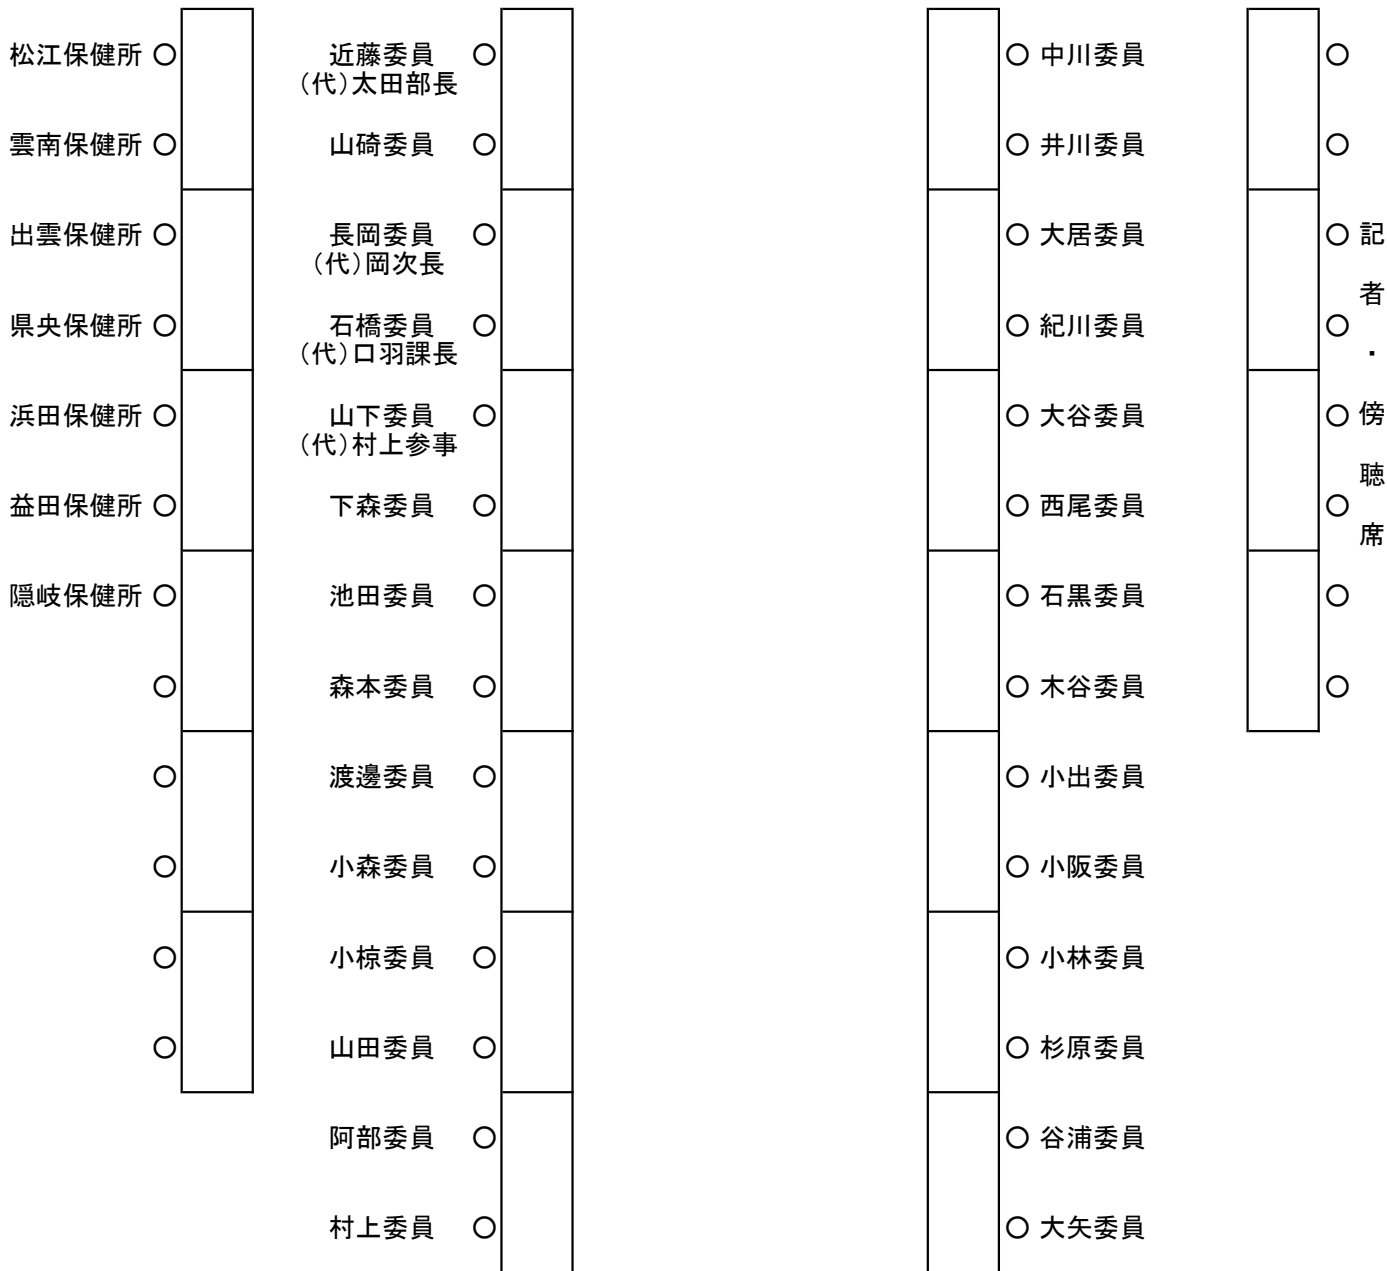 松江保健所 ○
雲南保健所 ○
出雲保健所 ○
県央保健所 ○
浜田保健所 ○
益田保健所 ○
隠岐保健所 ○
○
○
○
○
○
近藤委員 ○
（代）太田部長
山碕委員 ○
長岡委員 ○
（代）岡次長
石橋委員 ○
（代）口羽課長
山下委員 ○
（代）村上参事
下森委員 ○
池田委員 ○
森本委員 ○
渡邊委員 ○
小森委員 ○
小椋委員 ○
山田委員 ○
阿部委員 ○
村上委員 ○
○ 中川委員
○ 井川委員
○ 大居委員
○ 紀川委員
○ 大谷委員
○ 西尾委員
○ 石黒委員
○ 木谷委員
○ 小出委員
○ 小阪委員
○ 小林委員
○ 杉原委員
○ 谷浦委員
○ 大矢委員
○
○
○
○
○
○
○
○
記者・傍聴席